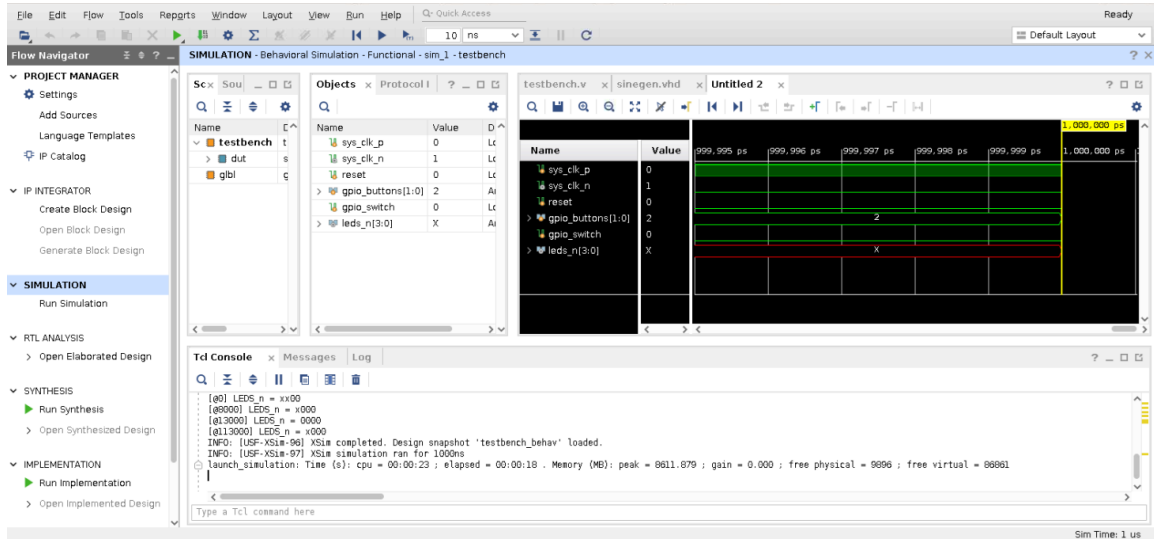 File Edit Flow Tools Reports Window Layout View Run Help Q- Quick Access Ready
10 ns Default Layout
Flow Navigator ? _ SIMULATION - Behavioral Simulation - Functional - sim_1 - testbench ? ×
PROJECT MANAGER
Settings
Add Sources
Language Templates
IP Catalog
IP INTEGRATOR
Create Block Design
Open Block Design
Generate Block Design
SIMULATION
Run Simulation
RTL ANALYSIS
Open Elaborated Design
SYNTHESIS
Run Synthesis
Open Synthesized Design
IMPLEMENTATION
Run Implementation
Open Implemented Design
Sc × Sou
Name
testbench t
dut s
glbl g
Objects × Protocol I ? _
Name Value D
sys_clk_p 0 Lc
sys_clk_n 1 Lc
reset 0 Lc
gpio_buttons[1:0] 2 Ar
gpio_switch 0 Lc
leds_n[3:0] X Ar
testbench.v × sinegen.vhd × Untitled 2 × ?
1,000,000 ps
Name Value 999,995 ps 999,996 ps 999,997 ps 999,998 ps 999,999 ps 1,000,000 ps
sys_clk_p 0
sys_clk_n 1
reset 0
gpio_buttons[1:0] 2 2
gpio_switch 0
leds_n[3:0] X X
Tcl Console × Messages Log ? _
[@0] LEDS_n = xx00
[@8000] LEDS_n = x000
[@13000] LEDS_n = 0000
[@113000] LEDS_n = x000
INFO: [USF-XSim-96] XSim completed. Design snapshot 'testbench_behav' loaded.
INFO: [USF-XSim-97] XSim simulation ran for 1000ns
launch_simulation: Time (s): cpu = 00:00:23 ; elapsed = 00:00:18 . Memory (MB): peak = 8611.879 ; gain = 0.000 ; free physical = 9896 ; free virtual = 86861
Type a Tcl command here
Sim Time: 1 us